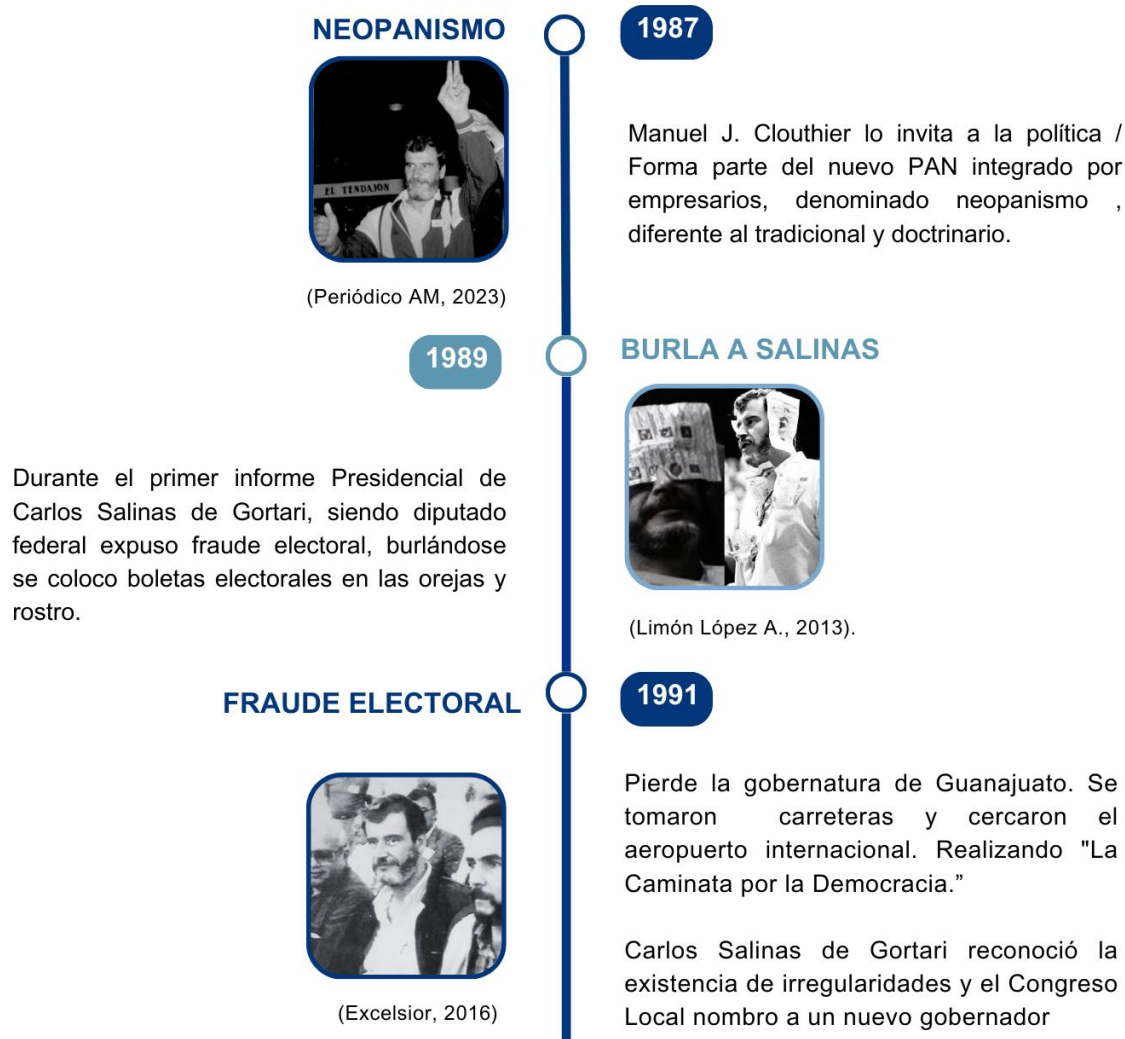 NEOPANISMO
1987
EL TENDAJON
Manuel J. Clouthier lo invita a la política /
Forma parte del nuevo PAN integrado por
empresarios, denominado neopanismo ,
diferente al tradicional y doctrinario.
(Periódico AM, 2023)
1989
BURLA A SALINAS
Durante el primer informe Presidencial de
Carlos Salinas de Gortari, siendo diputado
federal expuso fraude electoral, burlándose
se coloco boletas electorales en las orejas y
rostro.
(Limón López A., 2013).
FRAUDE ELECTORAL
1991
Pierde la gobernatura de Guanajuato. Se
tomaron carreteras y cercaron el
aeropuerto internacional. Realizando "La
Caminata por la Democracia.”
Carlos Salinas de Gortari reconoció la
existencia de irregularidades y el Congreso
Local nombro a un nuevo gobernador
(Excelsior, 2016)